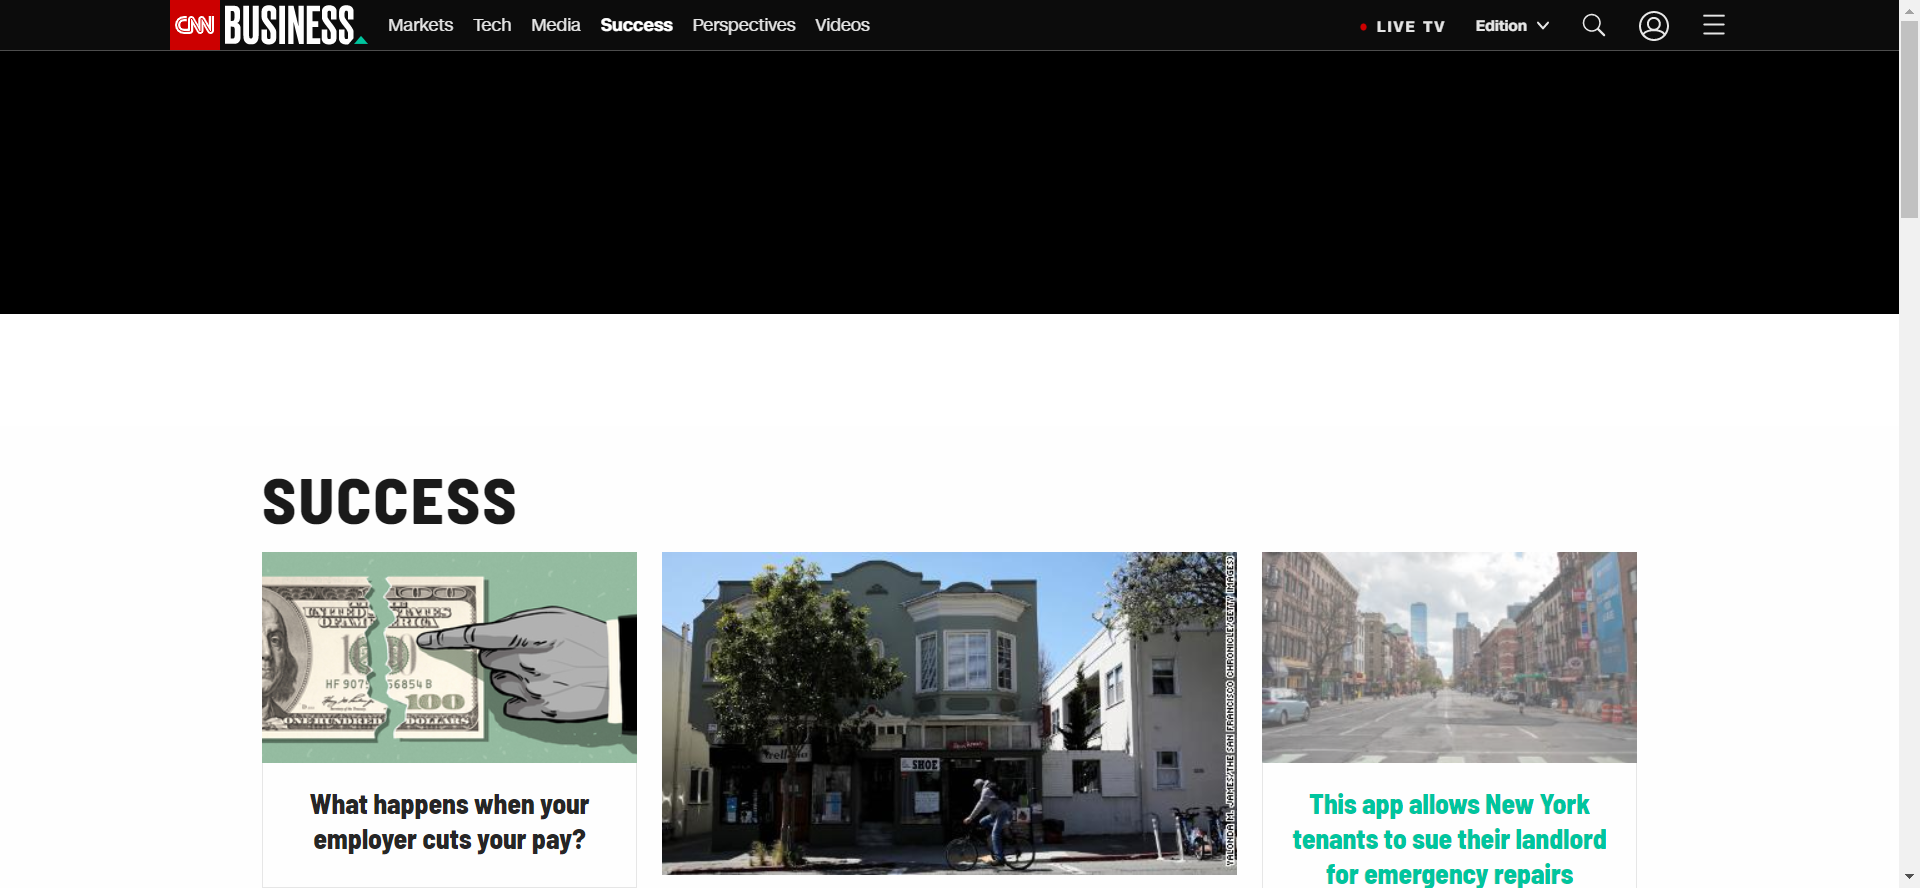 CNN BUSINESS
Markets Tech Media Success Perspectives Videos
LIVE TV Edition
SUCCESS
UNITED STATES
OF AMERICA
100
HF 907 56854 B
100
ONE HUNDRED DOLLARS
What happens when your
employer cuts your pay?
SHOE
YALONDA M. JAMES/THE SAN FRANCISCO CHRONICLE/GETTY IMAGES
This app allows New York
tenants to sue their landlord
for emergency repairs